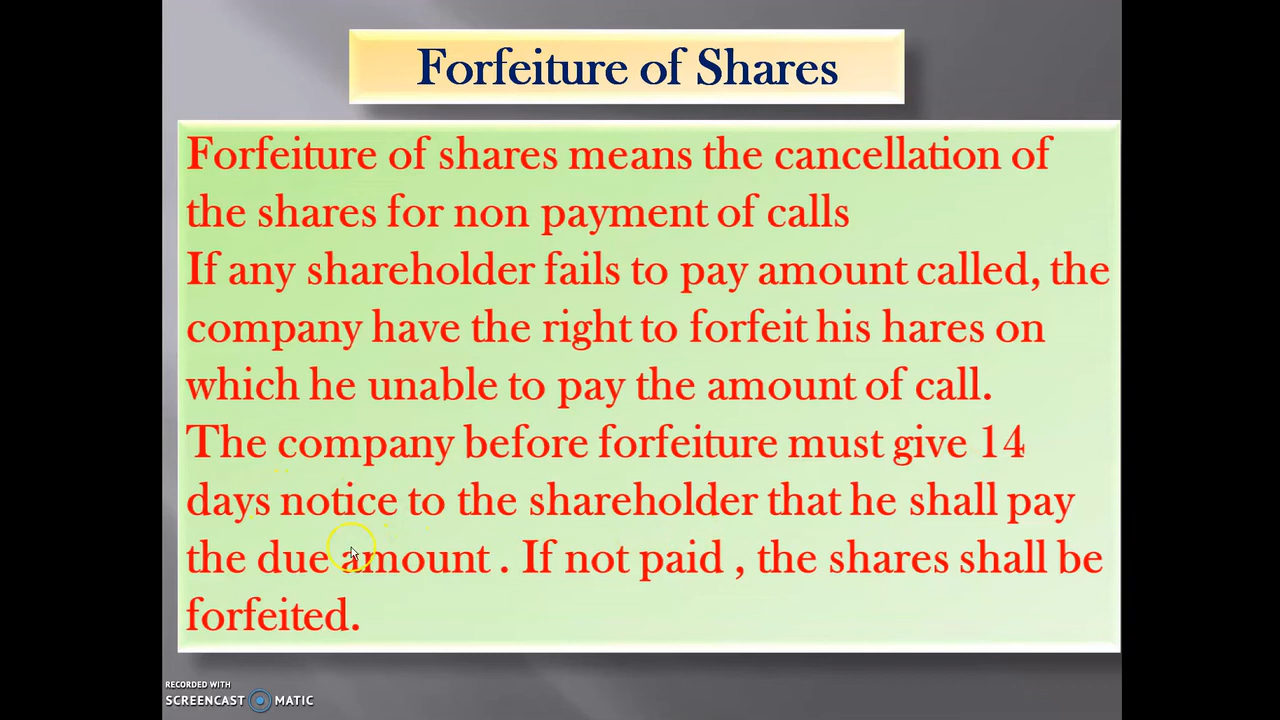 Forfeiture of Shares
Forfeiture of shares means the cancellation of
the shares for non payment of calls
If any shareholder fails to pay amount called, the
company have the right to forfeit his hares on
which he unable to pay the amount of call.
The company before forfeiture must give 14
days notice to the shareholder that he shall pay
the due amount . If not paid , the shares shall be
forfeited.
RECORDED WITH
SCREENCAST MATIC